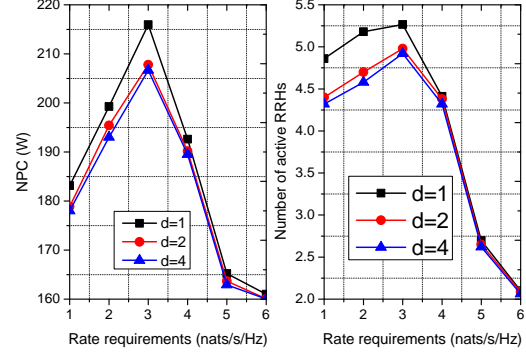 220
210
200
190
180
170
160
NPC (W)
1 2 3 4 5 6
Rate requirements (nats/s/Hz)
d=1
d=2
d=4
5.5
5.0
4.5
4.0
3.5
3.0
2.5
2.0
Number of active RRHs
1 2 3 4 5 6
Rate requirements (nats/s/Hz)
d=1
d=2
d=4